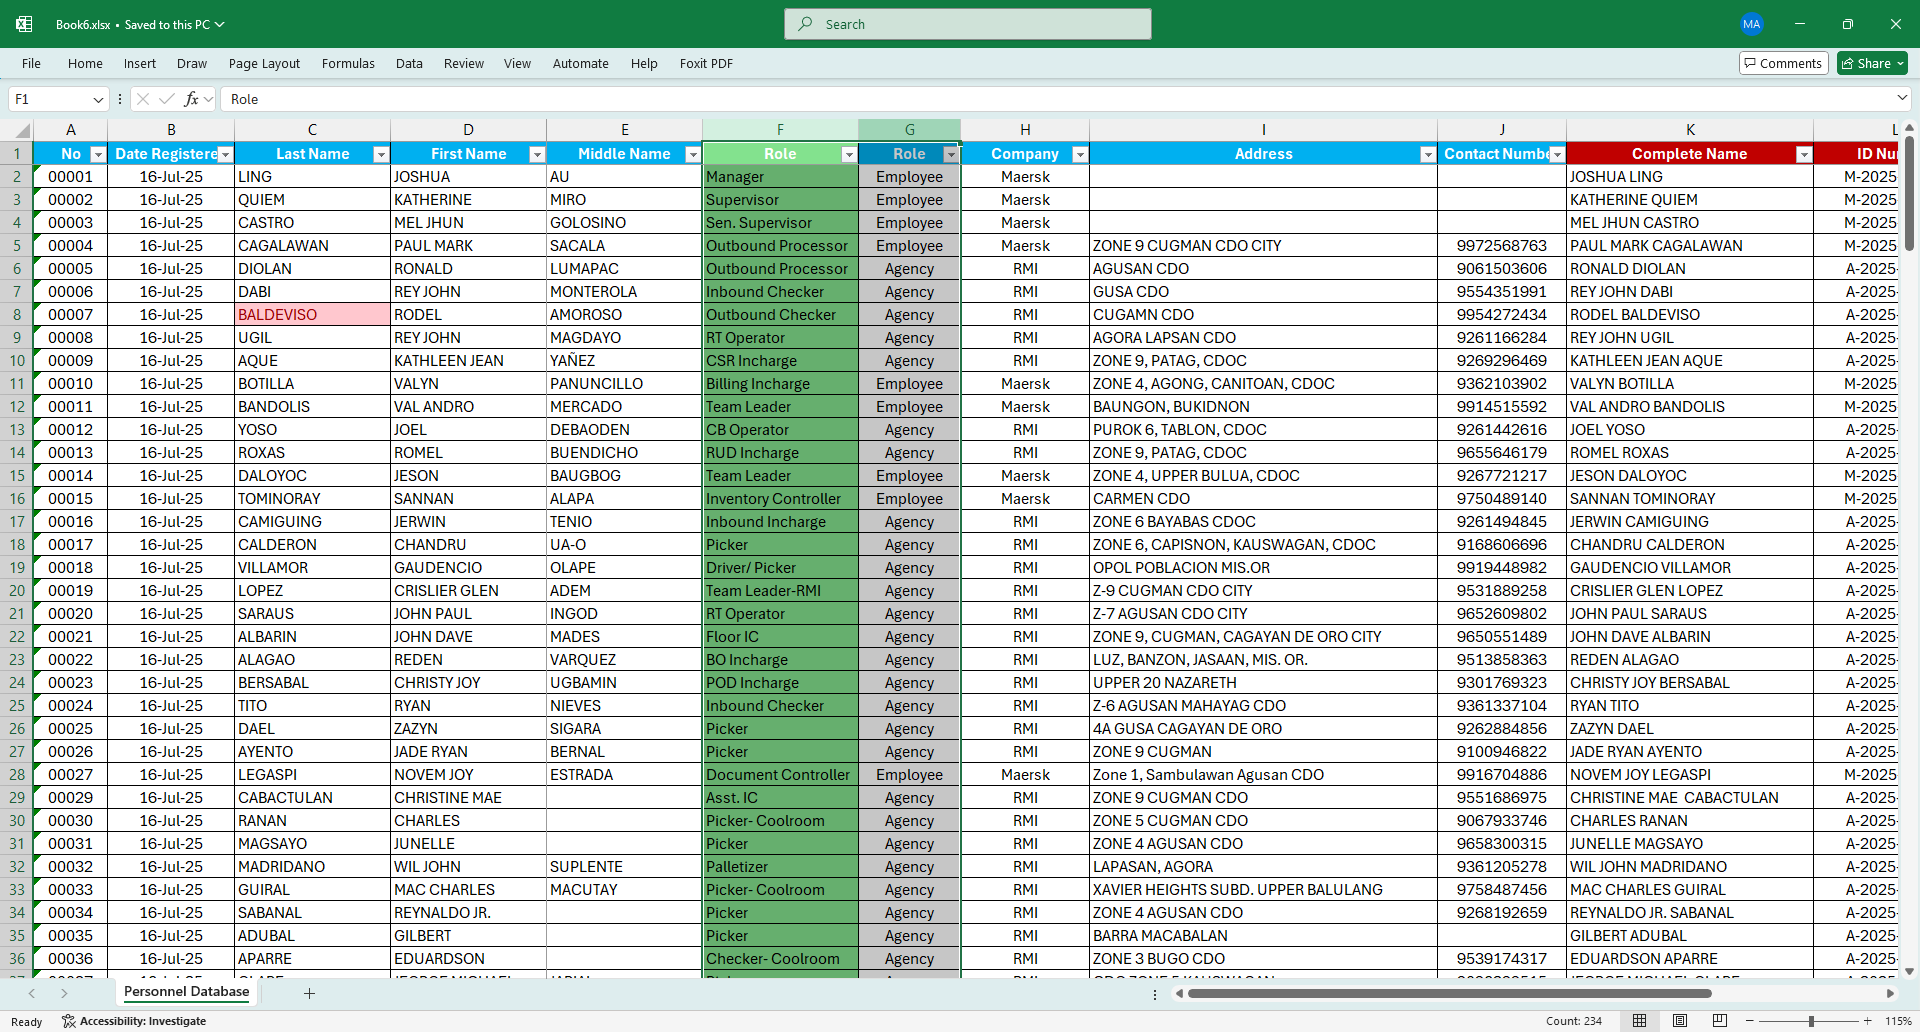 Book6.xlsx • Saved to this PC
Search
MA
File Home Insert Draw Page Layout Formulas Data Review View Automate Help Foxit PDF
Comments Share
F1 fx Role
A B C D E F G H I J K L
1 No Date Registere Last Name First Name Middle Name Role Role Company Address Contact Numbe Complete Name ID Nu
2 00001 16-Jul-25 LING JOSHUA AU Manager Employee Maersk JOSHUA LING M-2025
3 00002 16-Jul-25 QUIEM KATHERINE MIRO Supervisor Employee Maersk KATHERINE QUIEM M-2025
4 00003 16-Jul-25 CASTRO MEL JHUN GOLOSINO Sen. Supervisor Employee Maersk MEL JHUN CASTRO M-2025
5 00004 16-Jul-25 CAGALAWAN PAUL MARK SACALA Outbound Processor Employee Maersk ZONE 9 CUGMAN CDO CITY 9972568763 PAUL MARK CAGALAWAN M-2025
6 00005 16-Jul-25 DIOLAN RONALD LUMAPAC Outbound Processor Agency RMI AGUSAN CDO 9061503606 RONALD DIOLAN A-2025-
7 00006 16-Jul-25 DABI REY JOHN MONTEROLA Inbound Checker Agency RMI GUSA CDO 9554351991 REY JOHN DABI A-2025-
8 00007 16-Jul-25 BALDEVISO RODEL AMOROSO Outbound Checker Agency RMI CUGAMN CDO 9954272434 RODEL BALDEVISO A-2025-
9 00008 16-Jul-25 UGIL REY JOHN MAGDAYO RT Operator Agency RMI AGORA LAPSAN CDO 9261166284 REY JOHN UGIL A-2025-
10 00009 16-Jul-25 AQUE KATHLEEN JEAN YAÑEZ CSR Incharge Agency RMI ZONE 9, PATAG, CDOC 9269296469 KATHLEEN JEAN AQUE A-2025-
11 00010 16-Jul-25 BOTILLA VALYN PANUNCILLO Billing Incharge Employee Maersk ZONE 4, AGONG, CANITOAN, CDOC 9362103902 VALYN BOTILLA M-2025
12 00011 16-Jul-25 BANDOLIS VAL ANDRO MERCADO Team Leader Employee Maersk BAUNGON, BUKIDNON 9914515592 VAL ANDRO BANDOLIS M-2025
13 00012 16-Jul-25 YOSO JOEL DEBAODEN CB Operator Agency RMI PUROK 6, TABLON, CDOC 9261442616 JOEL YOSO A-2025-
14 00013 16-Jul-25 ROXAS ROMEL BUENDICHO RUD Incharge Agency RMI ZONE 9, PATAG, CDOC 9655646179 ROMEL ROXAS A-2025-
15 00014 16-Jul-25 DALOYOC JESON BAUGBOG Team Leader Employee Maersk ZONE 4, UPPER BULUA, CDOC 9267721217 JESON DALOYOC M-2025
16 00015 16-Jul-25 TOMINORAY SANNAN ALAPA Inventory Controller Employee Maersk CARMEN CDO 9750489140 SANNAN TOMINORAY M-2025
17 00016 16-Jul-25 CAMIGUING JERWIN TENIO Inbound Incharge Agency RMI ZONE 6 BAYABAS CDOC 9261494845 JERWIN CAMIGUING A-2025-
18 00017 16-Jul-25 CALDERON CHANDRU UA-O Picker Agency RMI ZONE 6, CAPISNON, KAUSWAGAN, CDOC 9168606696 CHANDRU CALDERON A-2025-
19 00018 16-Jul-25 VILLAMOR GAUDENCIO OLAPE Driver/ Picker Agency RMI OPOL POBLACION MIS.OR 9919448982 GAUDENCIO VILLAMOR A-2025-
20 00019 16-Jul-25 LOPEZ CRISLIER GLEN ADEM Team Leader-RMI Agency RMI Z-9 CUGMAN CDO CITY 9531889258 CRISLIER GLEN LOPEZ A-2025-
21 00020 16-Jul-25 SARAUS JOHN PAUL INGOD RT Operator Agency RMI Z-7 AGUSAN CDO CITY 9652609802 JOHN PAUL SARAUS A-2025-
22 00021 16-Jul-25 ALBARIN JOHN DAVE MADES Floor IC Agency RMI ZONE 9, CUGMAN, CAGAYAN DE ORO CITY 9650551489 JOHN DAVE ALBARIN A-2025-
23 00022 16-Jul-25 ALAGAO REDEN VARQUEZ BO Incharge Agency RMI LUZ, BANZON, JASAAN, MIS. OR. 9513858363 REDEN ALAGAO A-2025-
24 00023 16-Jul-25 BERSABAL CHRISTY JOY UGBAMIN POD Incharge Agency RMI UPPER 20 NAZARETH 9301769323 CHRISTY JOY BERSABAL A-2025-
25 00024 16-Jul-25 TITO RYAN NIEVES Inbound Checker Agency RMI Z-6 AGUSAN MAHAYAG CDO 9361337104 RYAN TITO A-2025-
26 00025 16-Jul-25 DAEL ZAZYN SIGARA Picker Agency RMI 4A GUSA CAGAYAN DE ORO 9262884856 ZAZYN DAEL A-2025-
27 00026 16-Jul-25 AYENTO JADE RYAN BERNAL Picker Agency RMI ZONE 9 CUGMAN 9100946822 JADE RYAN AYENTO A-2025-
28 00027 16-Jul-25 LEGASPI NOVEM JOY ESTRADA Document Controller Employee Maersk Zone 1, Sambulawan Agusan CDO 9916704886 NOVEM JOY LEGASPI M-2025
29 00029 16-Jul-25 CABACTULAN CHRISTINE MAE Asst. IC Agency RMI ZONE 9 CUGMAN CDO 9551686975 CHRISTINE MAE CABACTULAN A-2025-
30 00030 16-Jul-25 RANAN CHARLES Picker- Coolroom Agency RMI ZONE 5 CUGMAN CDO 9067933746 CHARLES RANAN A-2025-
31 00031 16-Jul-25 MAGSAYO JUNELLE Picker Agency RMI ZONE 4 AGUSAN CDO 9658300315 JUNELLE MAGSAYO A-2025-
32 00032 16-Jul-25 MADRIDANO WIL JOHN SUPLENTE Palletizer Agency RMI LAPASAN, AGORA 9361205278 WIL JOHN MADRIDANO A-2025-
33 00033 16-Jul-25 GUIRAL MAC CHARLES MACUTAY Picker- Coolroom Agency RMI XAVIER HEIGHTS SUBD. UPPER BALULANG 9758487456 MAC CHARLES GUIRAL A-2025-
34 00034 16-Jul-25 SABANAL REYNALDO JR. Picker Agency RMI ZONE 4 AGUSAN CDO 9268192659 REYNALDO JR. SABANAL A-2025-
35 00035 16-Jul-25 ADUBAL GILBERT Picker Agency RMI BARRA MACABALAN GILBERT ADUBAL A-2025-
36 00036 16-Jul-25 APARRE EDUARDSON Checker- Coolroom Agency RMI ZONE 3 BUGO CDO 9539174317 EDUARDSON APARRE A-2025-
Personnel Database
Ready Accessibility: Investigate Count: 234 115%